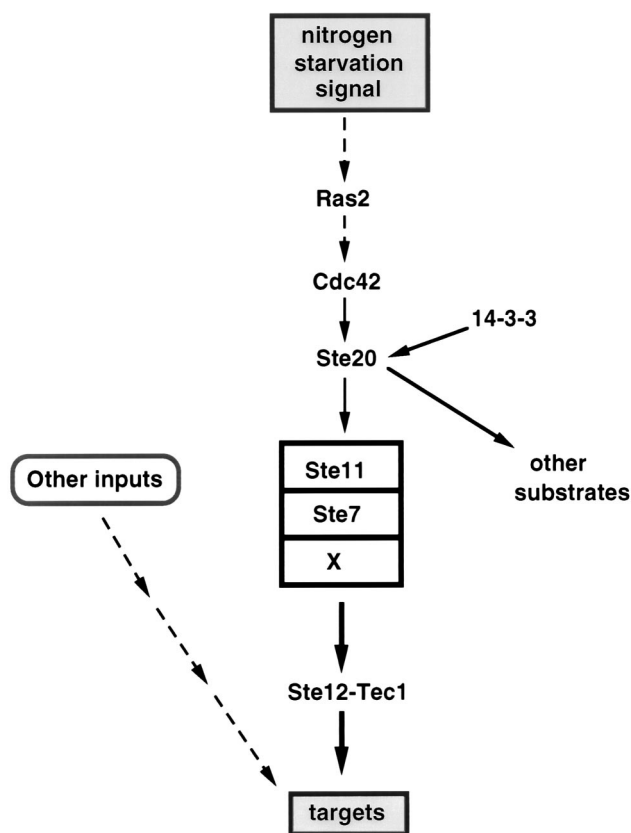 nitrogen
starvation
signal
Ras2
Cdc42
14-3-3
Ste20
Ste11
other
substrates
Other inputs
Ste7
X
Ste12-Tec1
targets